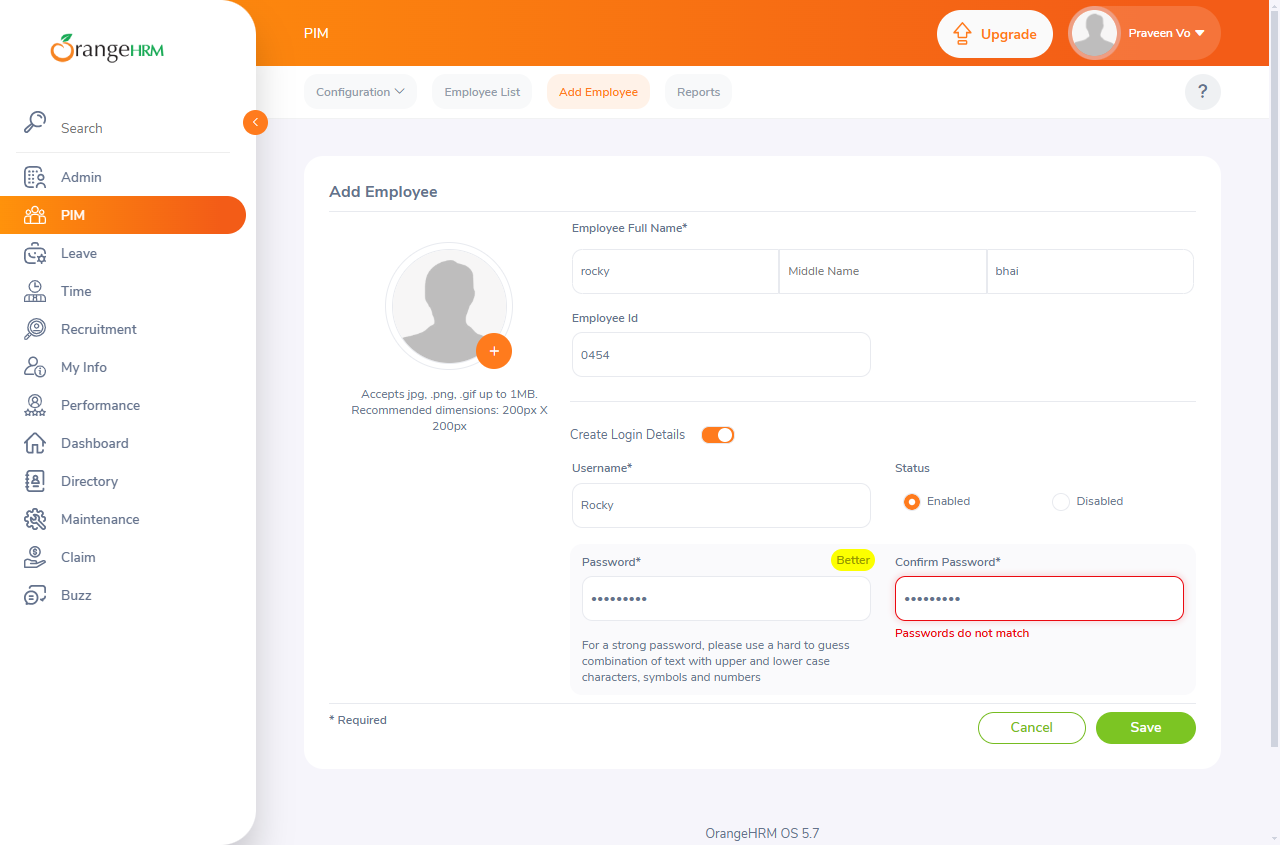 OrangeHRM
PIM
Upgrade
Praveen Vo
Configuration
Employee List
Add Employee
Reports
?
Search
Admin
PIM
Leave
Time
Recruitment
My Info
Performance
Dashboard
Directory
Maintenance
Claim
Buzz
Add Employee
Accepts jpg, .png, .gif up to 1MB.
Recommended dimensions: 200px X
200px
Employee Full Name*
rocky
Middle Name
bhai
Employee Id
0454
Create Login Details
Username*
Rocky
Status
Enabled
Disabled
Password*
Better
•••••••••
For a strong password, please use a hard to guess
combination of text with upper and lower case
characters, symbols and numbers
Confirm Password*
•••••••••
Passwords do not match
* Required
Cancel
Save
OrangeHRM OS 5.7